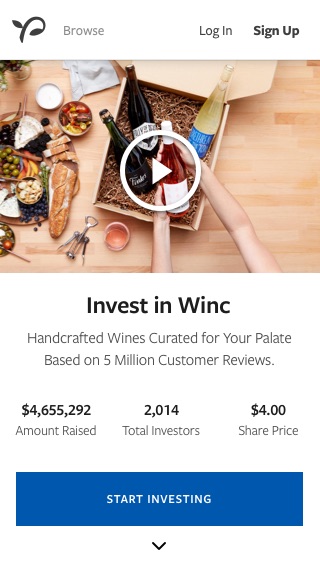 Browse
Log In
Sign Up
Invest in Winc
Handcrafted Wines Curated for Your Palate
Based on 5 Million Customer Reviews.
$4,655,292
2,014
$4.00
Amount Raised
Total Investors
Share Price
START INVESTING